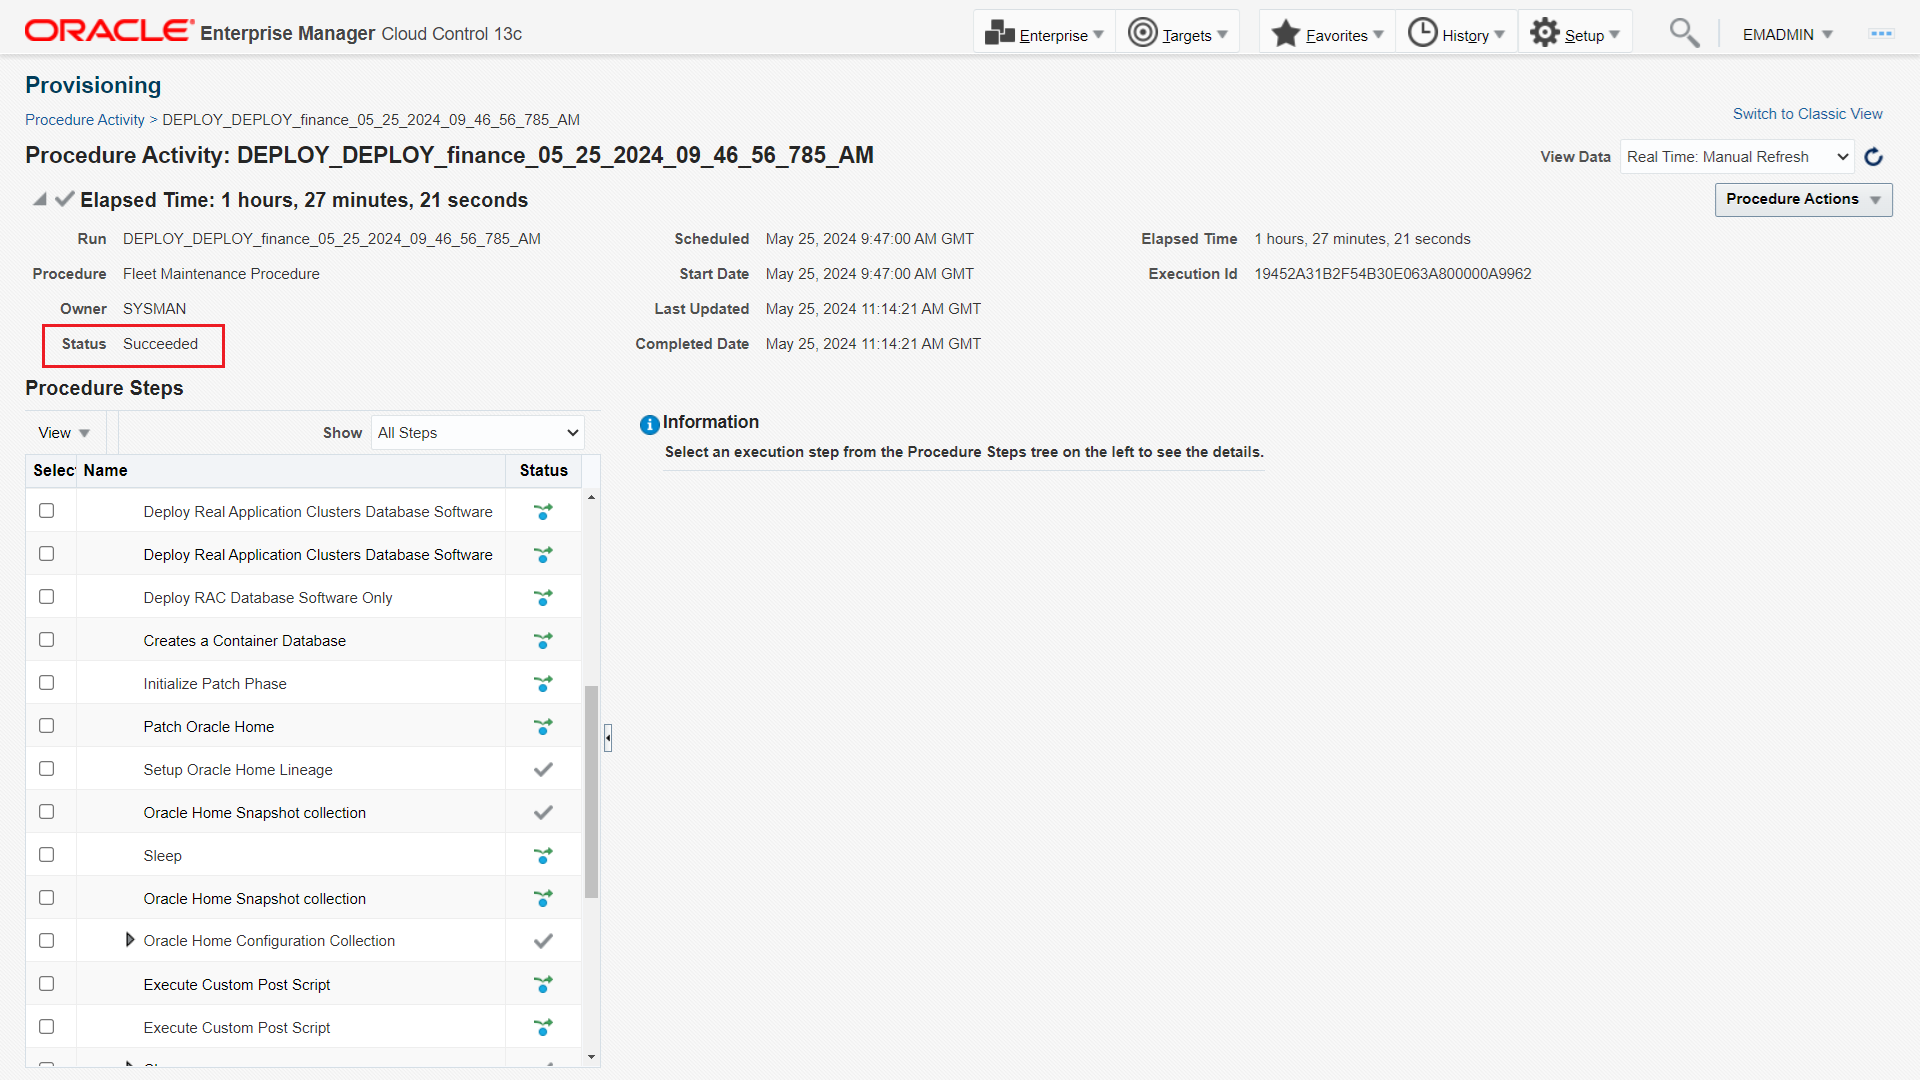 ORACLE Enterprise Manager Cloud Control 13c
Enterprise
Targets
Favorites
History
Setup
EMADMIN
Provisioning
Procedure Activity > DEPLOY_DEPLOY_finance_05_25_2024_09_46_56_785_AM
Switch to Classic View
Procedure Activity: DEPLOY_DEPLOY_finance_05_25_2024_09_46_56_785_AM
View Data Real Time: Manual Refresh
Elapsed Time: 1 hours, 27 minutes, 21 seconds
Procedure Actions
Run DEPLOY_DEPLOY_finance_05_25_2024_09_46_56_785_AM
Procedure Fleet Maintenance Procedure
Owner SYSMAN
Status Succeeded
Scheduled May 25, 2024 9:47:00 AM GMT
Start Date May 25, 2024 9:47:00 AM GMT
Last Updated May 25, 2024 11:14:21 AM GMT
Completed Date May 25, 2024 11:14:21 AM GMT
Elapsed Time 1 hours, 27 minutes, 21 seconds
Execution Id 19452A31B2F54B30E063A800000A9962
Procedure Steps
View Show All Steps
Selec Name Status
Deploy Real Application Clusters Database Software
Deploy Real Application Clusters Database Software
Deploy RAC Database Software Only
Creates a Container Database
Initialize Patch Phase
Patch Oracle Home
Setup Oracle Home Lineage
Oracle Home Snapshot collection
Sleep
Oracle Home Snapshot collection
Oracle Home Configuration Collection
Execute Custom Post Script
Execute Custom Post Script
Information
Select an execution step from the Procedure Steps tree on the left to see the details.